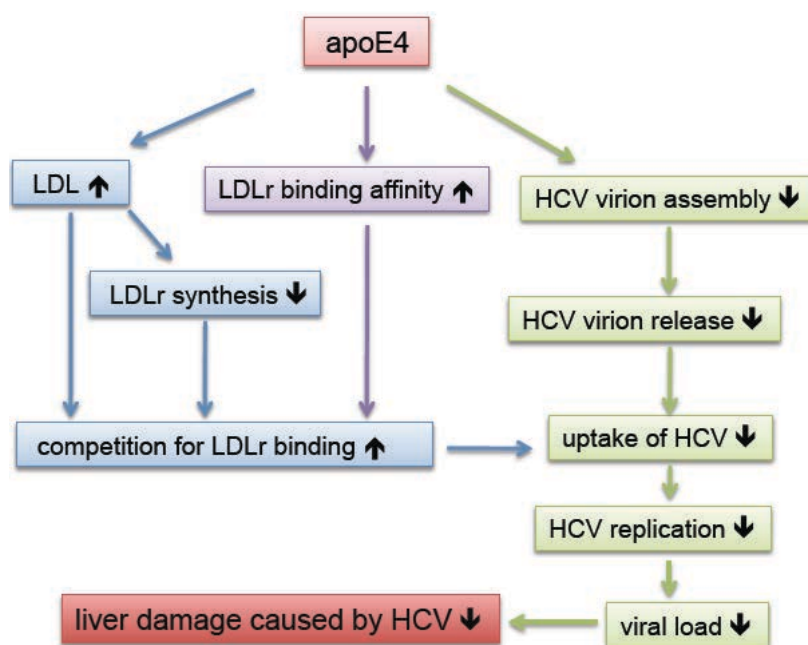 apoE4
LDL ↑
LDLr binding affinity ↑
HCV virion assembly ↓
LDLr synthesis ↓
HCV virion release ↓
competition for LDLr binding ↑
uptake of HCV ↓
HCV replication ↓
liver damage caused by HCV ↓
viral load ↓